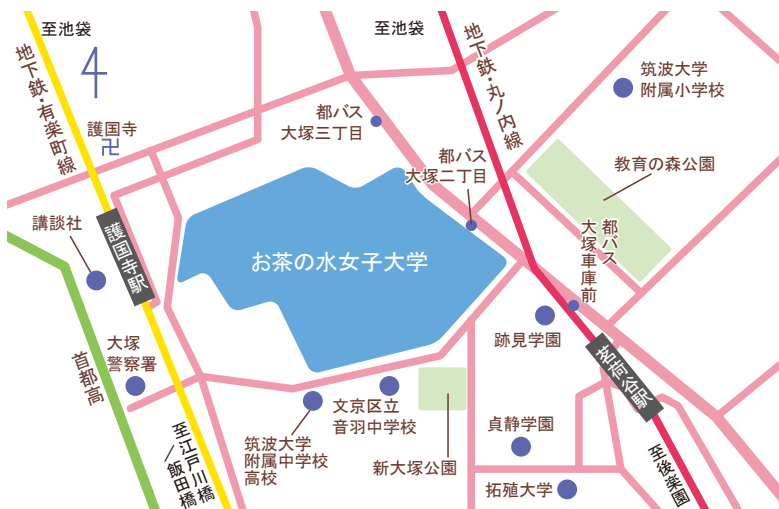 至池袋
至池袋
地下鉄・有楽町線
地下鉄・丸ノ内線
筑波大学
附属小学校
都バス
大塚三丁目
護国寺
卍
都バス
大塚二丁目
教育の森公園
講談社
護国寺駅
お茶の水女子大学
都バス
大塚車庫前
跡見学園
大塚
警察署
首都高
茗荷谷駅
文京区立
音羽中学校
筑波大学
附属中学校
高校
新大塚公園
貞静学園
拓殖大学
至江戸川橋
／飯田橋
至後楽園